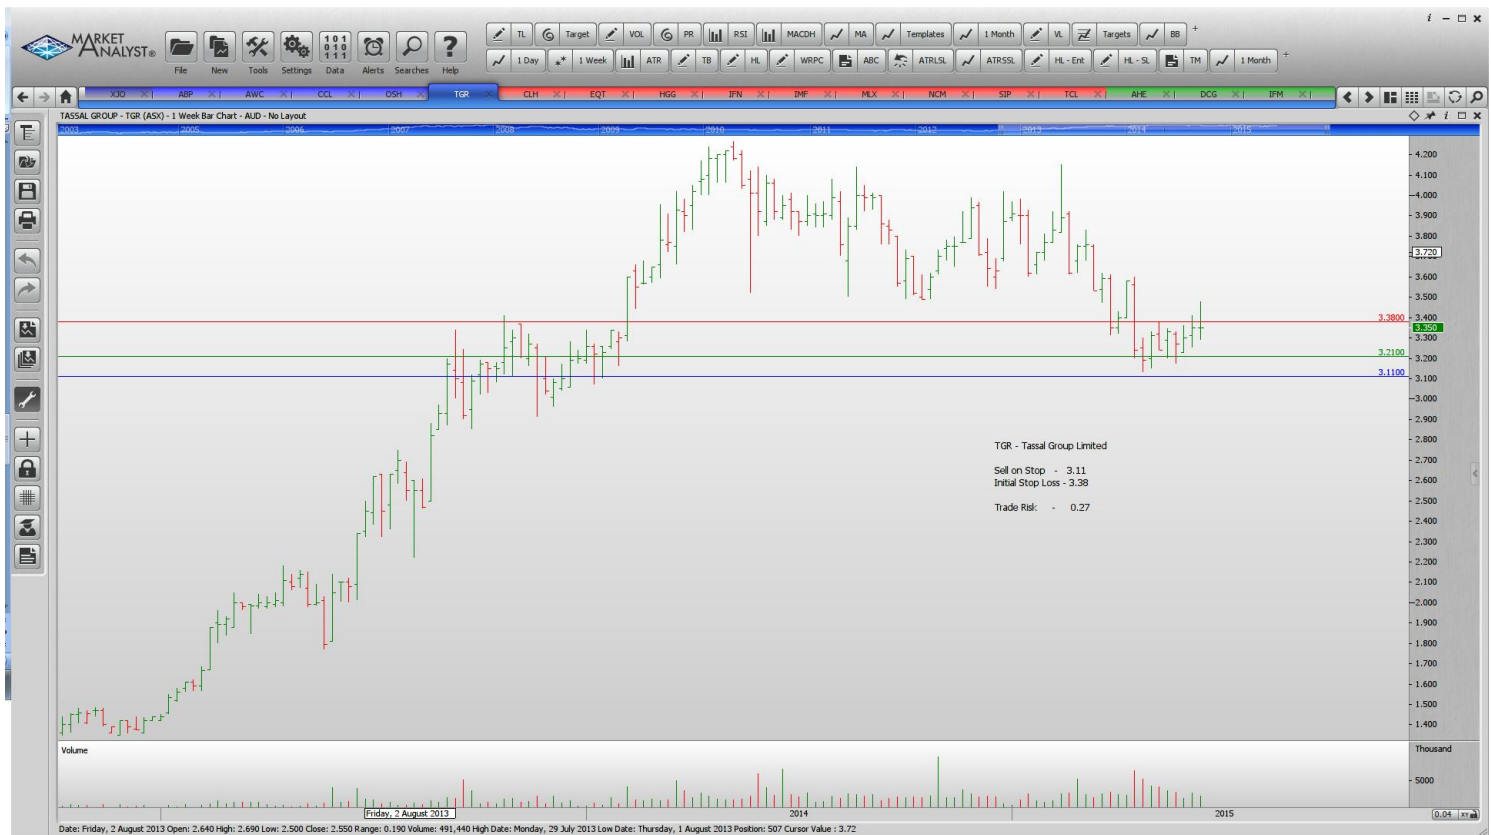 MARKET ANALYST®
File New Tools Settings Data Alerts Searches Help
TL Target VOL PR RSI MACDH MA Templates 1 Month VL Targets BB
1 Day 1 Week ATR TB HL WRPC ABC ATRLSL ATRSSL HL - Ent HL - SL TM 1 Month
XJO ABP AWC CCL OSH TGR CLH EQT HGG IFN IMF MLX NCM SIP TCL AHE DCG IFM
TASSAL GROUP - TGR (ASX) - 1 Week Bar Chart - AUD - No Layout
2003 2005 2006 2007 2008 2009 2010 2011 2012 2013 2014 2015
4.200
4.100
4.000
3.900
3.800
3.720
3.600
3.500
3.400
3.3800
3.350
3.300
3.2100
3.200
3.1100
3.100
3.000
2.900
2.800
2.700
2.600
2.500
2.400
2.300
2.200
2.100
2.000
1.900
1.800
1.700
1.600
1.500
1.400
TGR - Tassal Group Limited
Sell on Stop - 3.11
Initial Stop Loss - 3.38
Trade Risk - 0.27
Volume
Thousand
5000
Friday, 2 August 2013 2014 2015
0.04 XY
Date: Friday, 2 August 2013 Open: 2.640 High: 2.690 Low: 2.500 Close: 2.550 Range: 0.190 Volume: 491,440 High Date: Monday, 29 July 2013 Low Date: Thursday, 1 August 2013 Position: 507 Cursor Value : 3.72